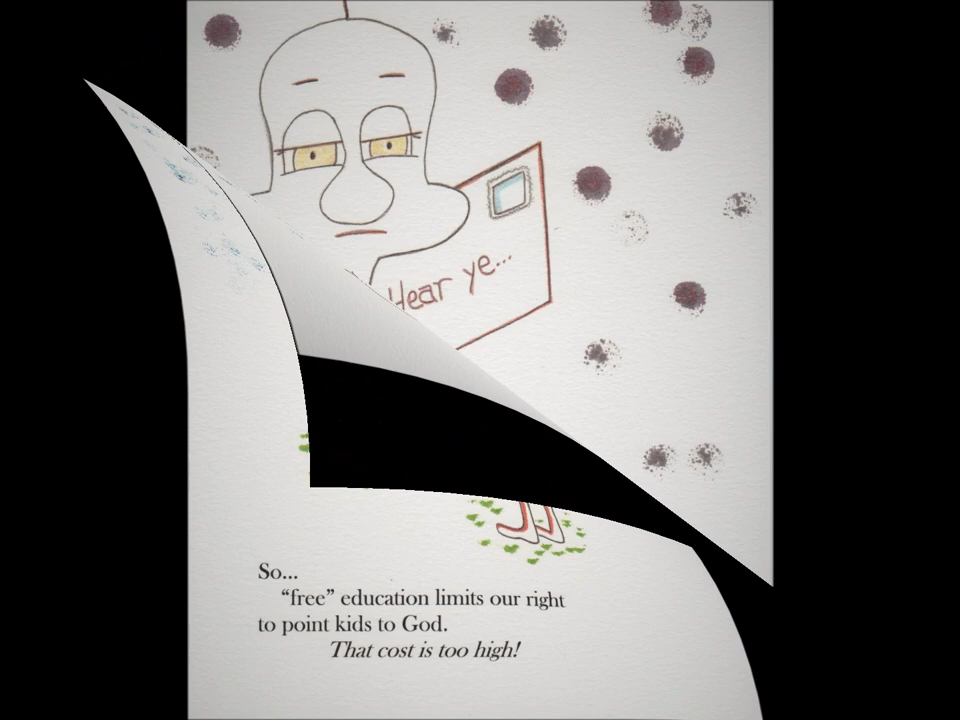 Hear ye...
So...
“free” education limits our right
to point kids to God.
That cost is too high!